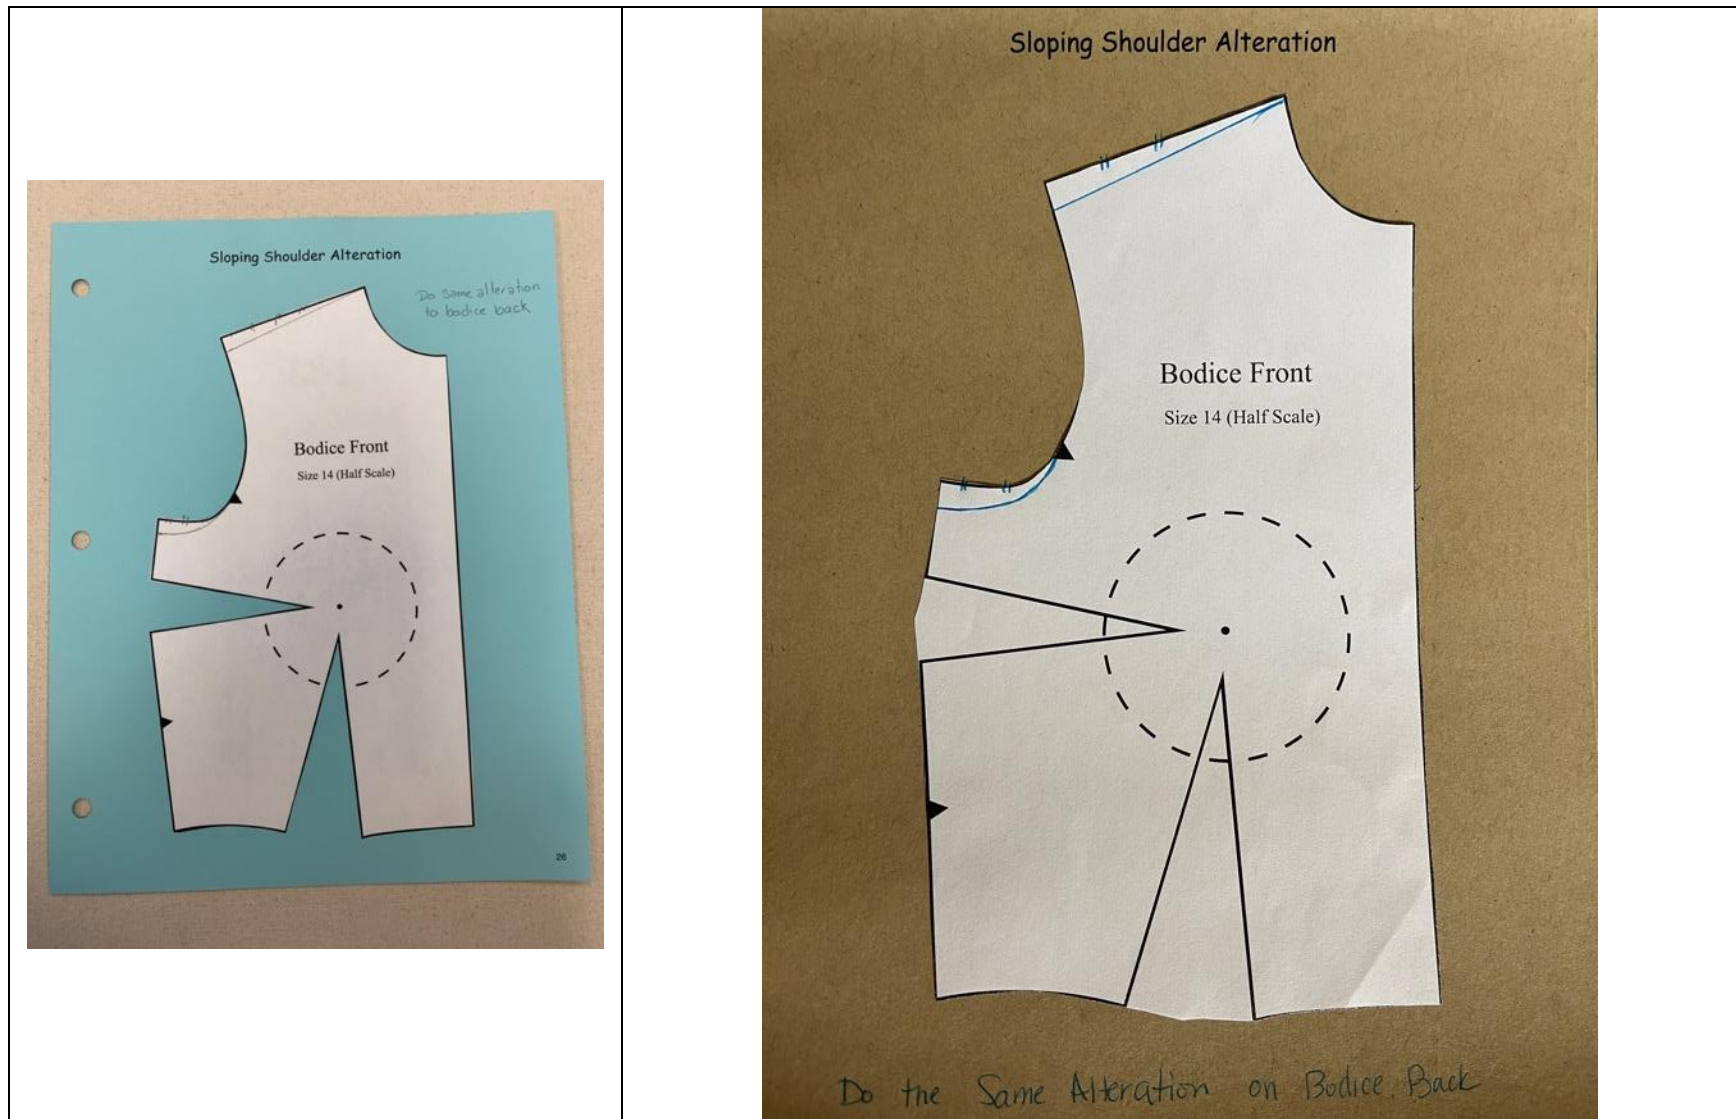 Sloping Shoulder Alteration
Do same alteration
to bodice back
Bodice Front
Size 14 (Half Scale)
26
Sloping Shoulder Alteration
Bodice Front
Size 14 (Half Scale)
Do the Same Alteration on Bodice Back